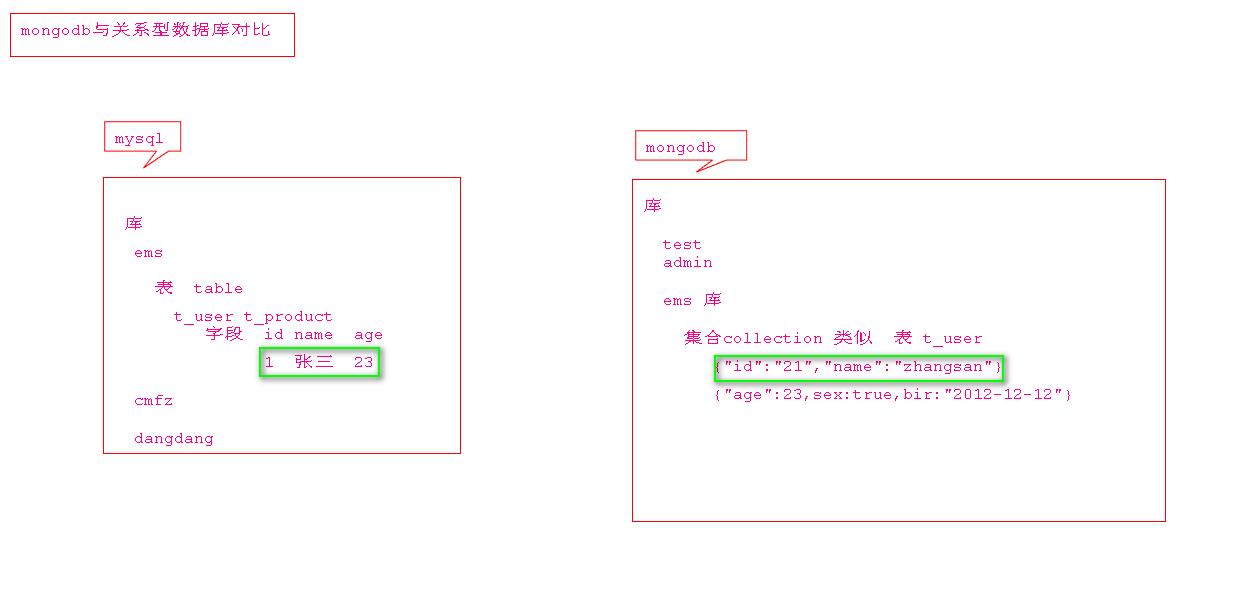 mongodb与关系型数据库对比
mysql
库
ems
表 table
t_user t_product
字段 id name age
1 张三 23
cmfz
dangdang
mongodb
库
test
admin
ems 库
集合collection 类似 表 t_user
{"id":"21","name":"zhangsan"}
{"age":23,sex:true,bir:"2012-12-12"}